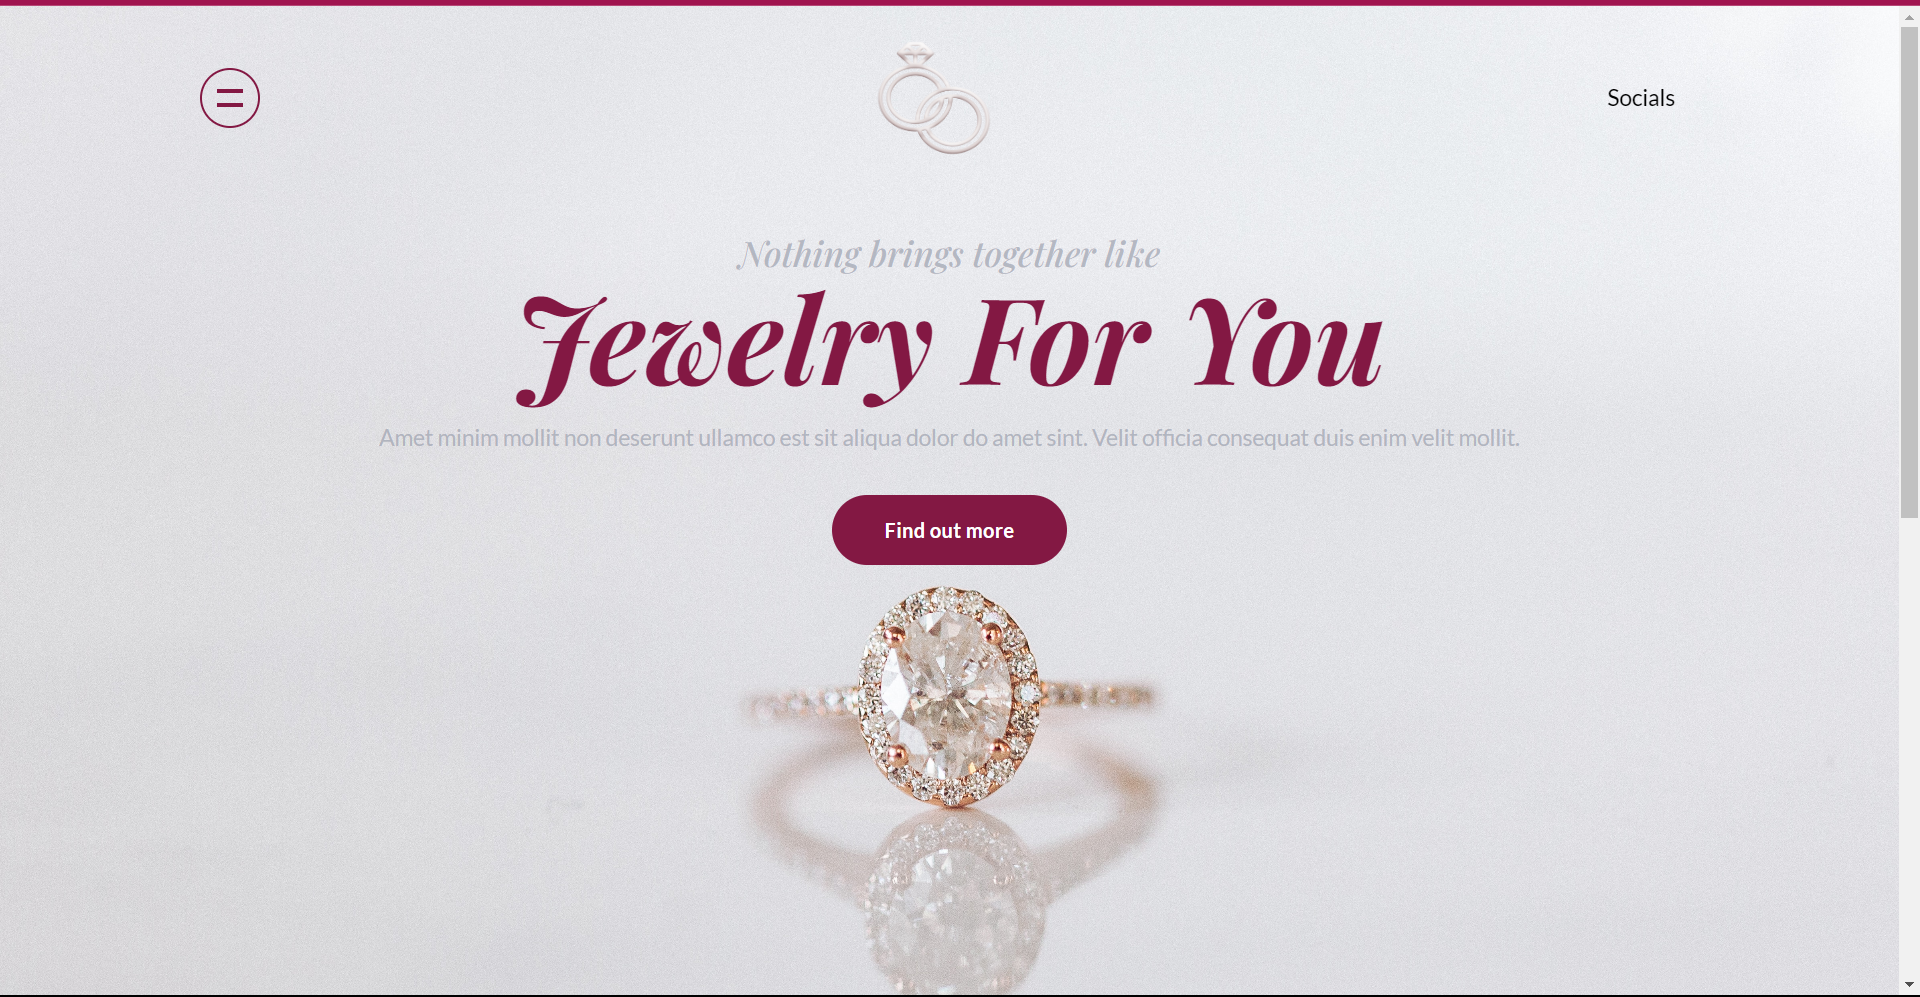 Socials
Nothing brings together like
Jewelry For You
Amet minim mollit non deserunt ullamco est sit aliqua dolor do amet sint. Velit officia consequat duis enim velit mollit.
Find out more